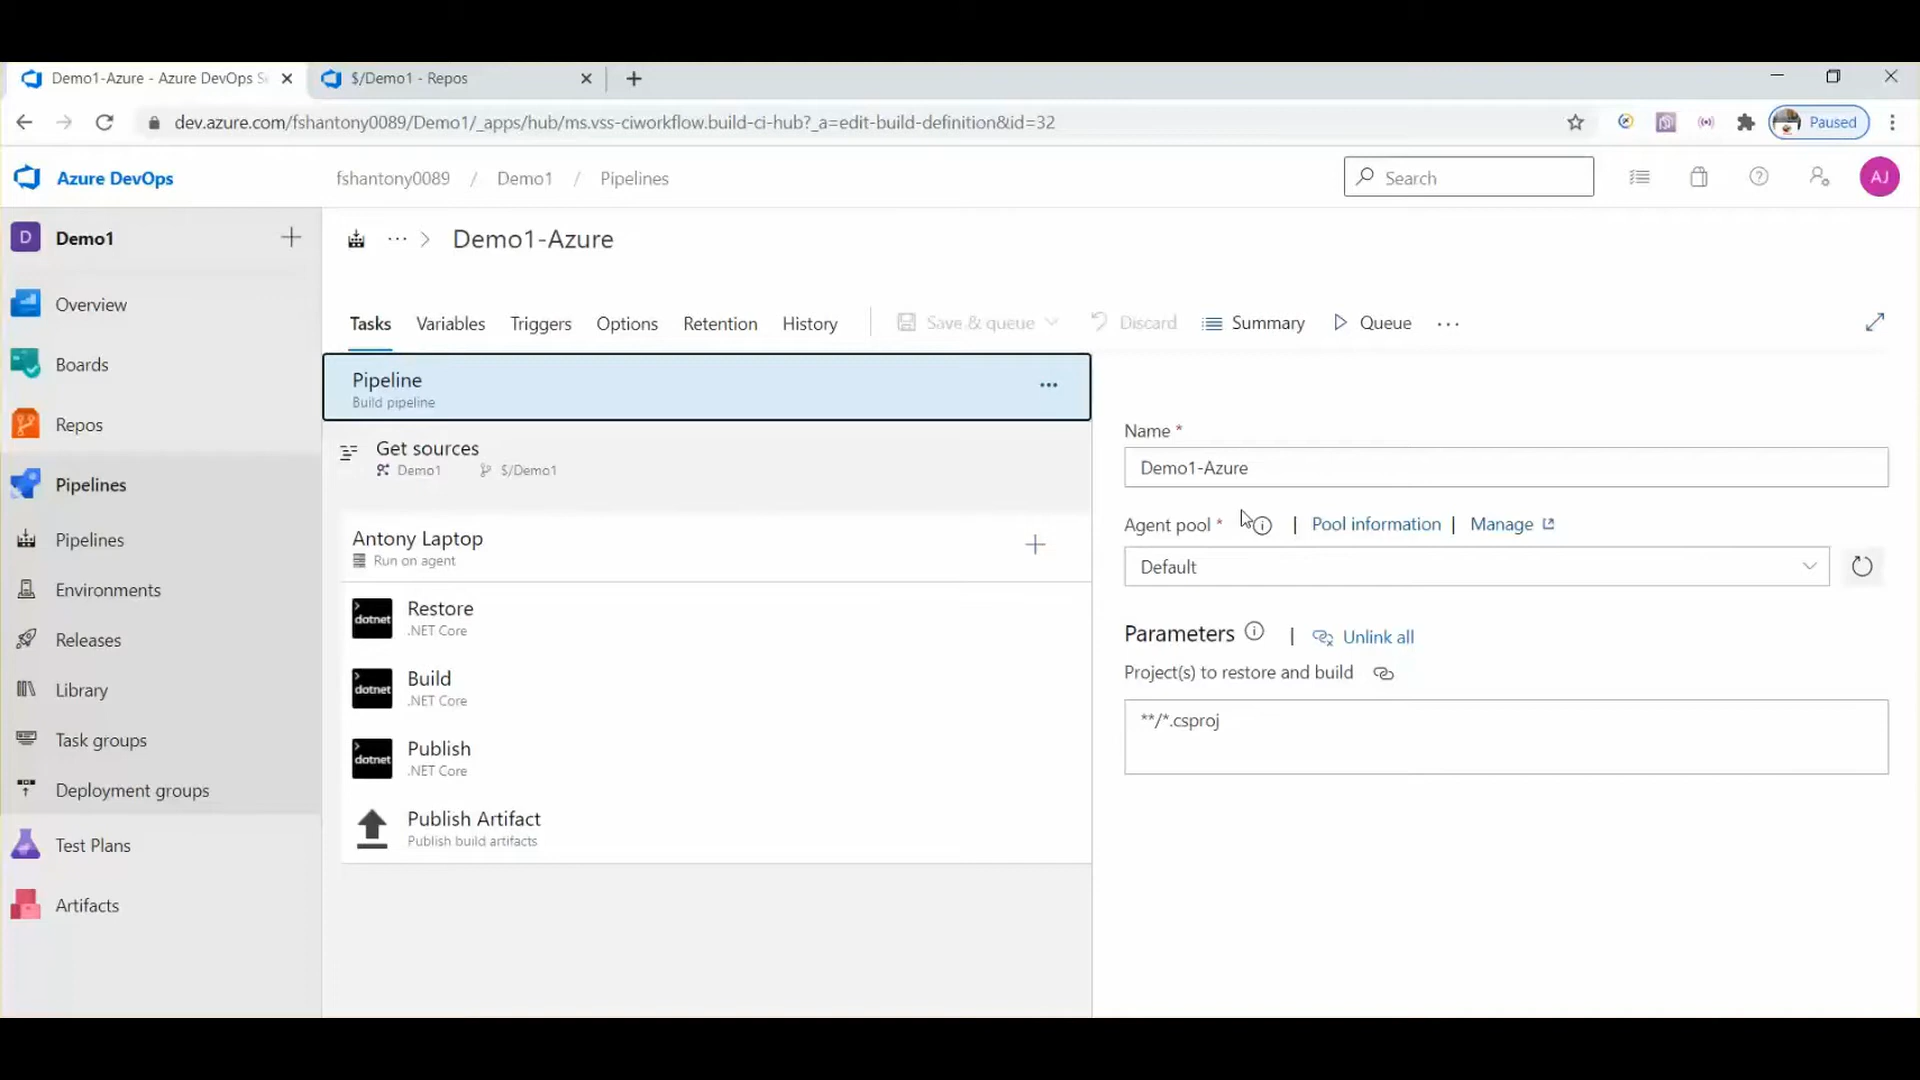 Demo1-Azure - Azure DevOps Se
$/Demo1 - Repos
dev.azure.com/fshantony0089/Demo1/_apps/hub/ms.vss-ciworkflow.build-ci-hub?_a=edit-build-definition&id=32
Paused
Azure DevOps
fshantony0089 / Demo1 / Pipelines
Search
AJ
D Demo1
Overview
Boards
Repos
Pipelines
Pipelines
Environments
Releases
Library
Task groups
Deployment groups
Test Plans
Artifacts
··· > Demo1-Azure
Tasks Variables Triggers Options Retention History Save & queue Discard Summary Queue ···
Pipeline
Build pipeline
Get sources
Demo1 $/Demo1
Antony Laptop
Run on agent
dotnet Restore
.NET Core
dotnet Build
.NET Core
dotnet Publish
.NET Core
Publish Artifact
Publish build artifacts
Name *
Demo1-Azure
Agent pool * | Pool information | Manage
Default
Parameters | Unlink all
Project(s) to restore and build
**/*.csproj